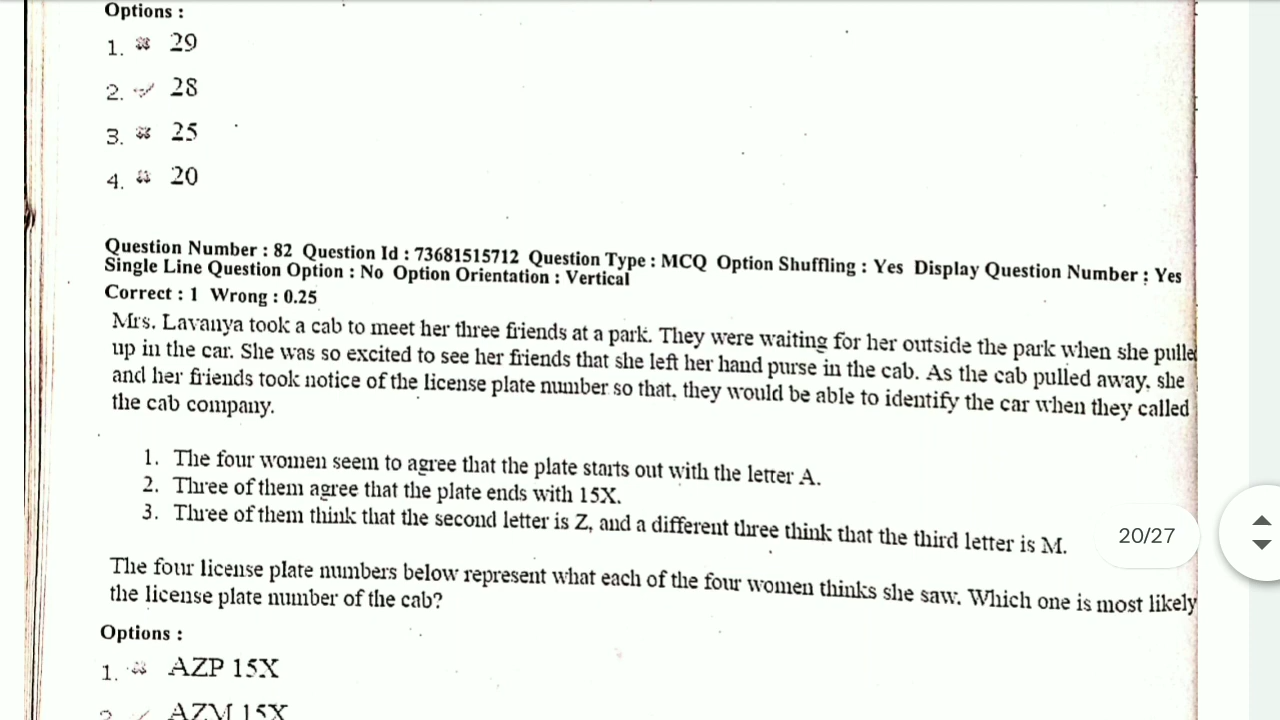 Options :
1. 29
2. 28
3. 25
4. 20
Question Number : 82 Question Id : 73681515712 Question Type : MCQ Option Shuffling : Yes Display Question Number : Yes
Single Line Question Option : No Option Orientation : Vertical
Correct : 1 Wrong : 0.25
Mrs. Lavanya took a cab to meet her three friends at a park. They were waiting for her outside the park when she pulle
up in the car. She was so excited to see her friends that she left her hand purse in the cab. As the cab pulled away, she
and her friends took notice of the license plate number so that, they would be able to identify the car when they called
the cab company.
1. The four women seem to agree that the plate starts out with the letter A.
2. Three of them agree that the plate ends with 15X.
3. Three of them think that the second letter is Z, and a different three think that the third letter is M.
20/27
The four license plate numbers below represent what each of the four women thinks she saw. Which one is most likely
the license plate number of the cab?
Options :
1. AZP 15X
2. AZM 15X